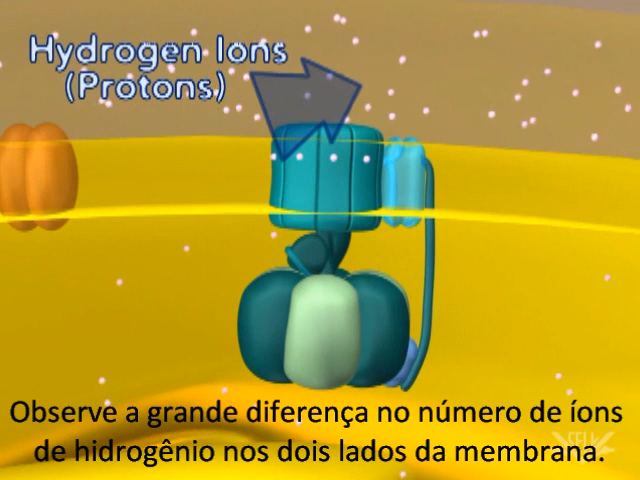 Hydrogen Ions
(Protons)
Observe a grande diferença no número de íons
de hidrogênio nos dois lados da membrana.